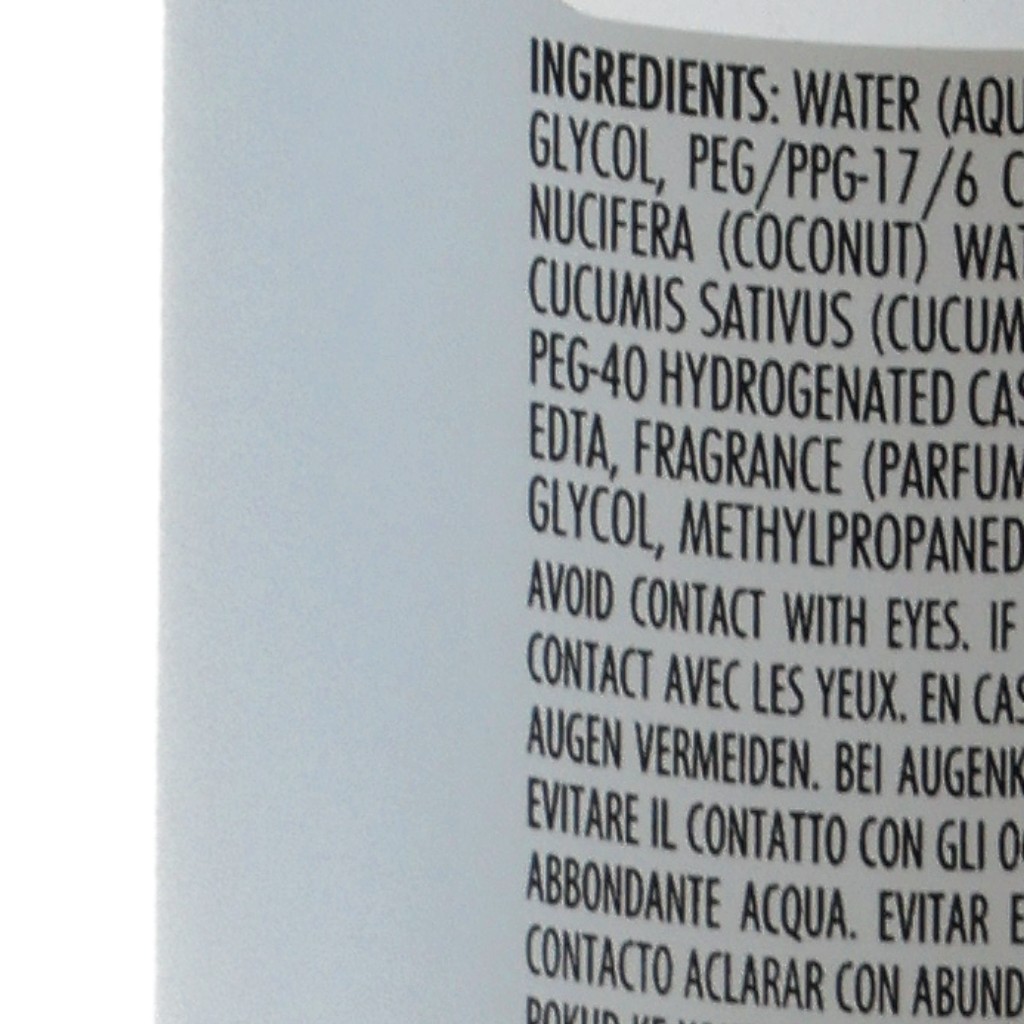 INGREDIENTS: WATER (AQU
GLYCOL, PEG/PPG-17/6 C
NUCIFERA (COCONUT) WAT
CUCUMIS SATIVUS (CUCUM
PEG-40 HYDROGENATED CAS
EDTA, FRAGRANCE (PARFUM
GLYCOL, METHYLPROPANED
AVOID CONTACT WITH EYES. IF
CONTACT AVEC LES YEUX. EN CAS
AUGEN VERMEIDEN. BEI AUGENK
EVITARE IL CONTATTO CON GLI OC
ABBONDANTE ACQUA. EVITAR E
CONTACTO ACLARAR CON ABUND